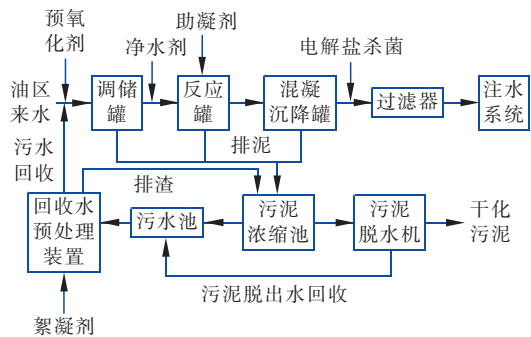 预氧
化剂
助凝剂
净水剂
电解盐杀菌
油区
来水
调储
罐
反应
罐
混凝
沉降罐
过滤器
注水
系统
污水
回收
排泥
排渣
回收水
预处理
装置
污水池
污泥
浓缩池
污泥
脱水机
干化
污泥
污泥脱出水回收
絮凝剂